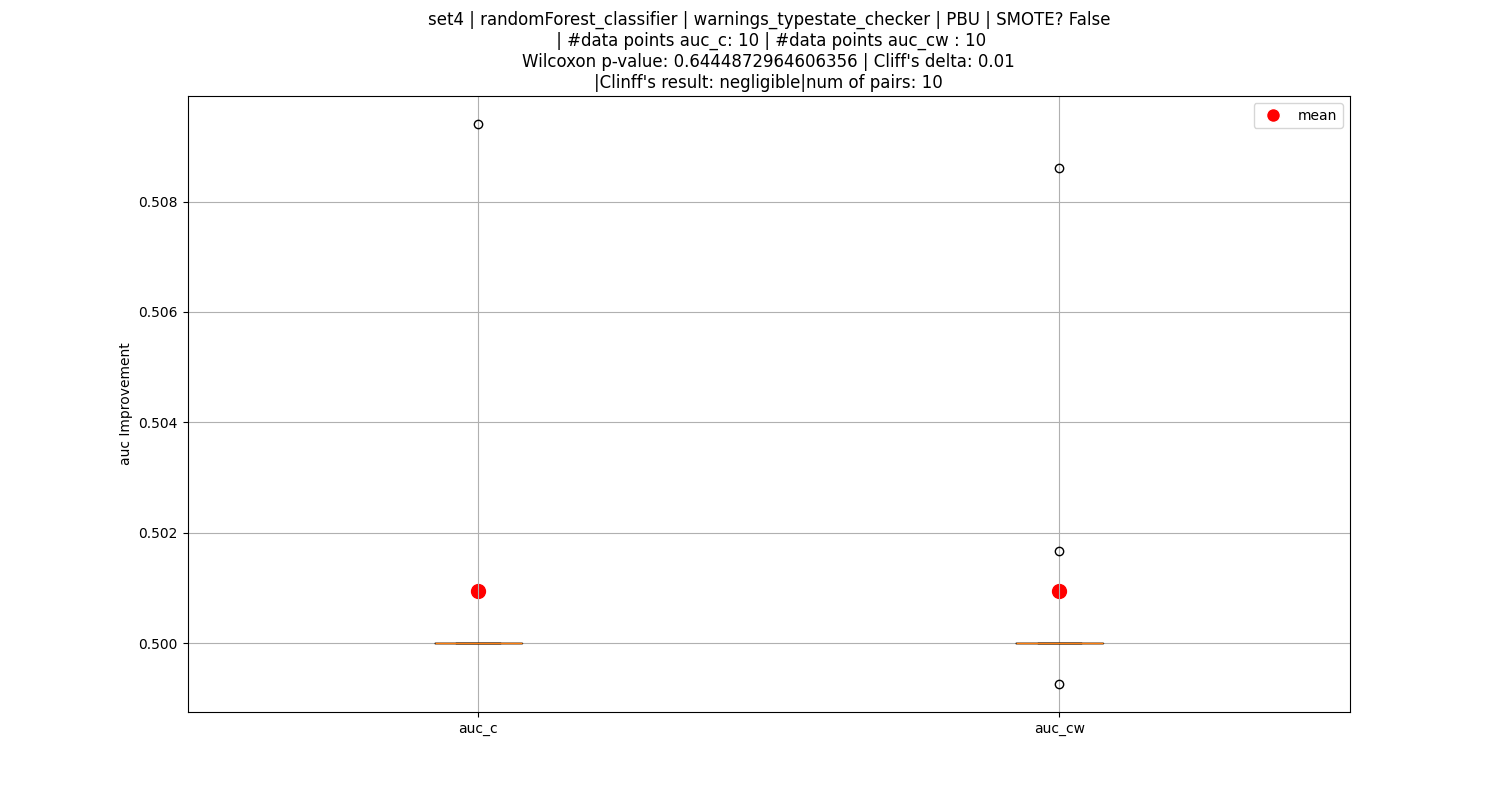 set4 | randomForest_classifier | warnings_typestate_checker | PBU | SMOTE? False
| #data points auc_c: 10 | #data points auc_cw : 10
Wilcoxon p-value: 0.6444872964606356 | Cliff's delta: 0.01
|Clinff's result: negligible|num of pairs: 10
mean
0.508
0.506
0.504
0.502
0.500
auc Improvement
auc_c
auc_cw